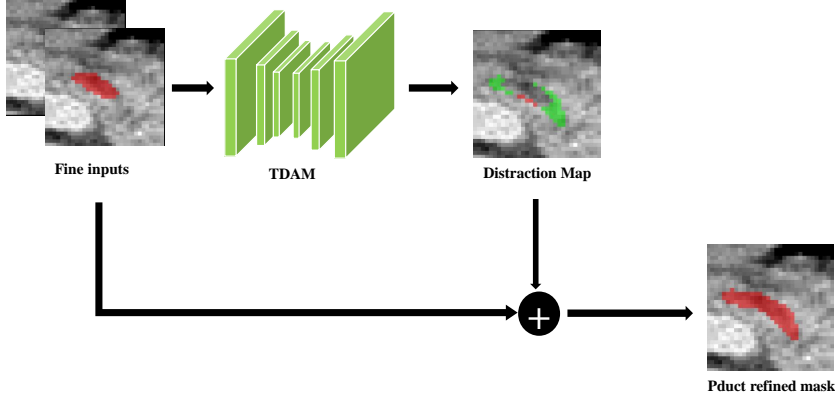 Fine inputs
TDAM
Distraction Map
+
Pduct refined mask